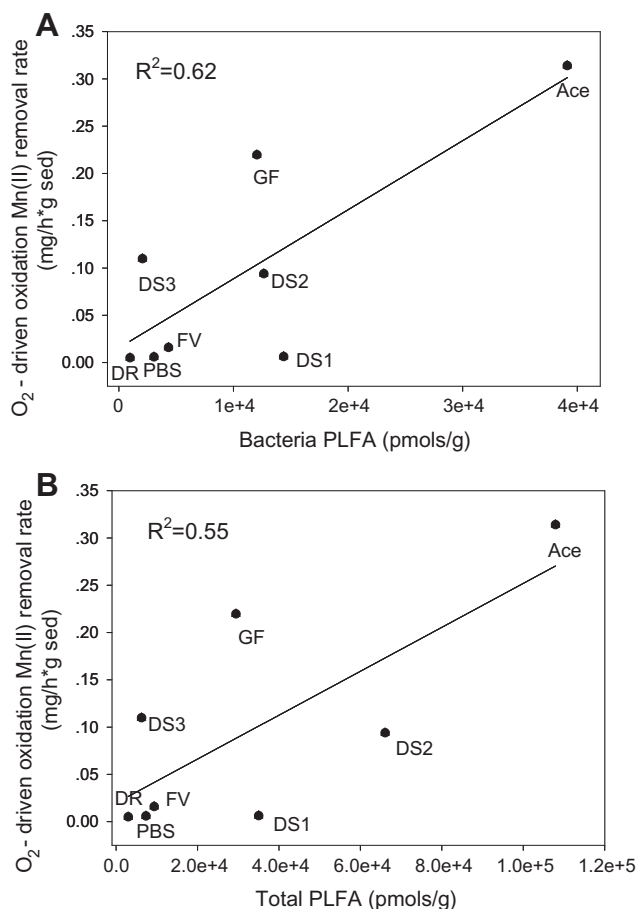 A
O2 - driven oxidation Mn(II) removal rate
(mg/h*g sed)
.35
.30
.25
.20
.15
.10
.05
0.00
R2=0.62
Ace
GF
DS3
DS2
FV
DR
PBS
DS1
0
1e+4
2e+4
3e+4
4e+4
Bacteria PLFA (pmols/g)
B
O2 - driven oxidation Mn(II) removal rate
(mg/h*g sed)
.35
.30
.25
.20
.15
.10
.05
0.00
R2=0.55
Ace
GF
DS3
DS2
DR
FV
PBS
DS1
0.0
2.0e+4
4.0e+4
6.0e+4
8.0e+4
1.0e+5
1.2e+5
Total PLFA (pmols/g)